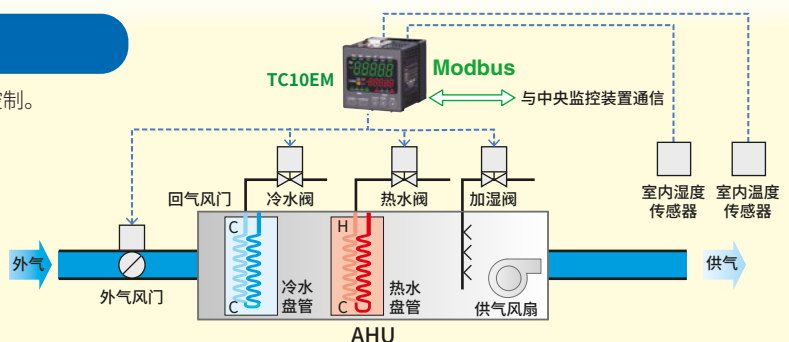 控制。
TC10EM
Modbus
与中央监控装置通信
回气风门
冷水阀
热水阀
加湿阀
室内湿度
传感器
室内温度
传感器
外气
外气风门
C
C
冷水
盘管
H
C
热水
盘管
供气风扇
供气
AHU